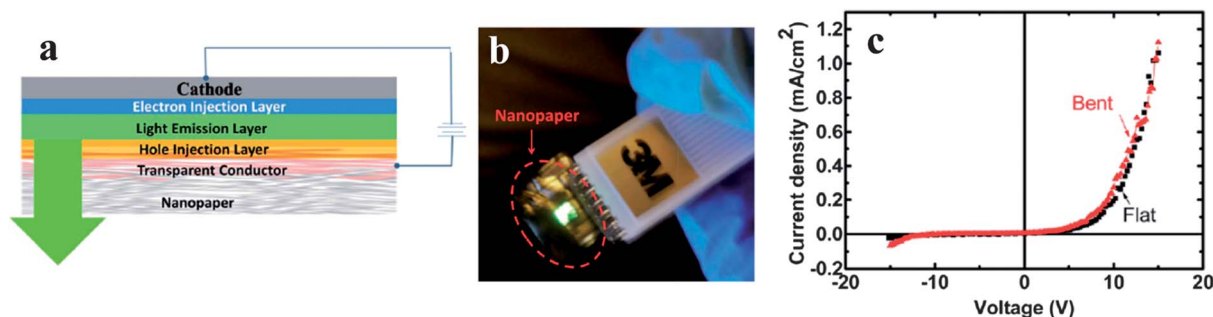 a
Cathode
Electron Injection Layer
Light Emission Layer
Hole Injection Layer
Transparent Conductor
Nanopaper
b
Nanopaper
3M
c
Current density (mA/cm²)
1.2
1.0
0.8
0.6
0.4
0.2
0.0
0.2
-20
-10
0
10
20
Bent
Flat
Voltage (V)